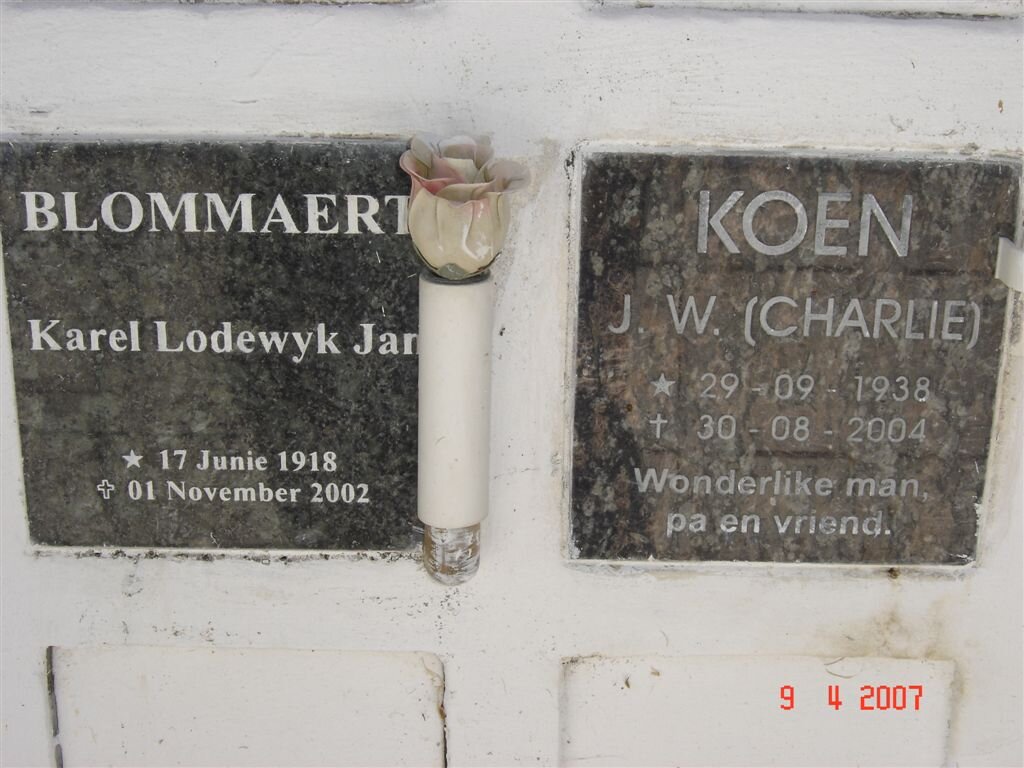 BLOMMAERT
Karel Lodewyk Jan
★ 17 Junie 1918
✞ 01 November 2002
KOEN
J. W. (CHARLIE)
★ 29 - 09 - 1938
✝ 30 - 08 - 2004
Wonderlike man,
pa en vriend.
9 4 2007